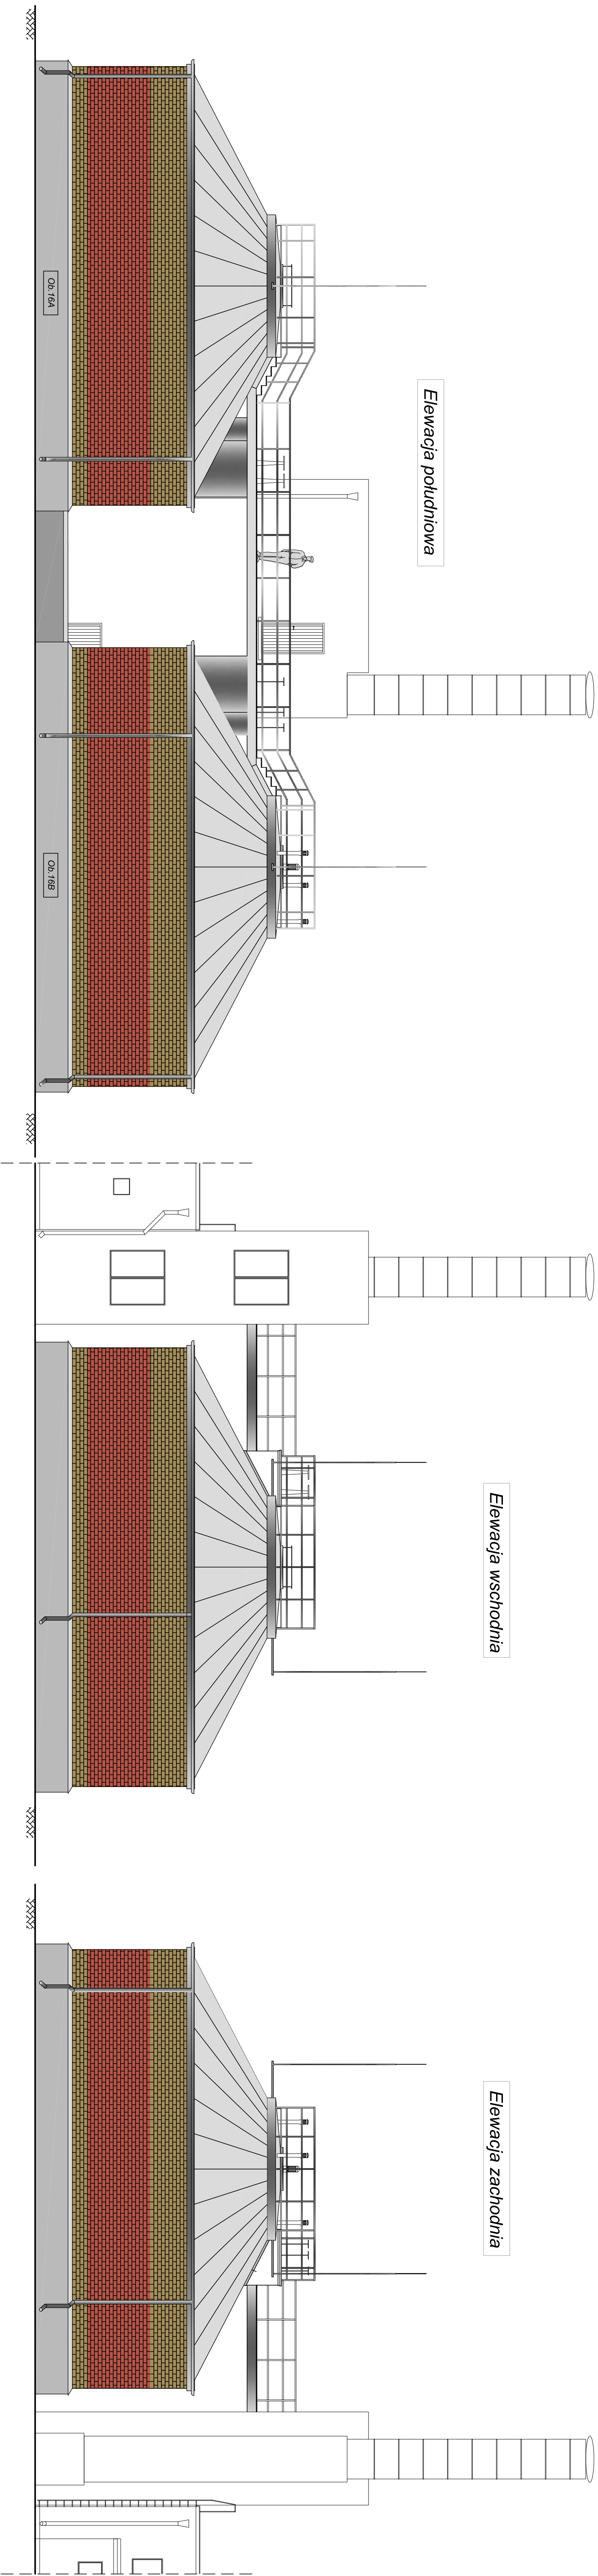 Elewacja południowa
Ob.16A
Ob.16B
Elewacja wschodnia
Elewacja zachodnia